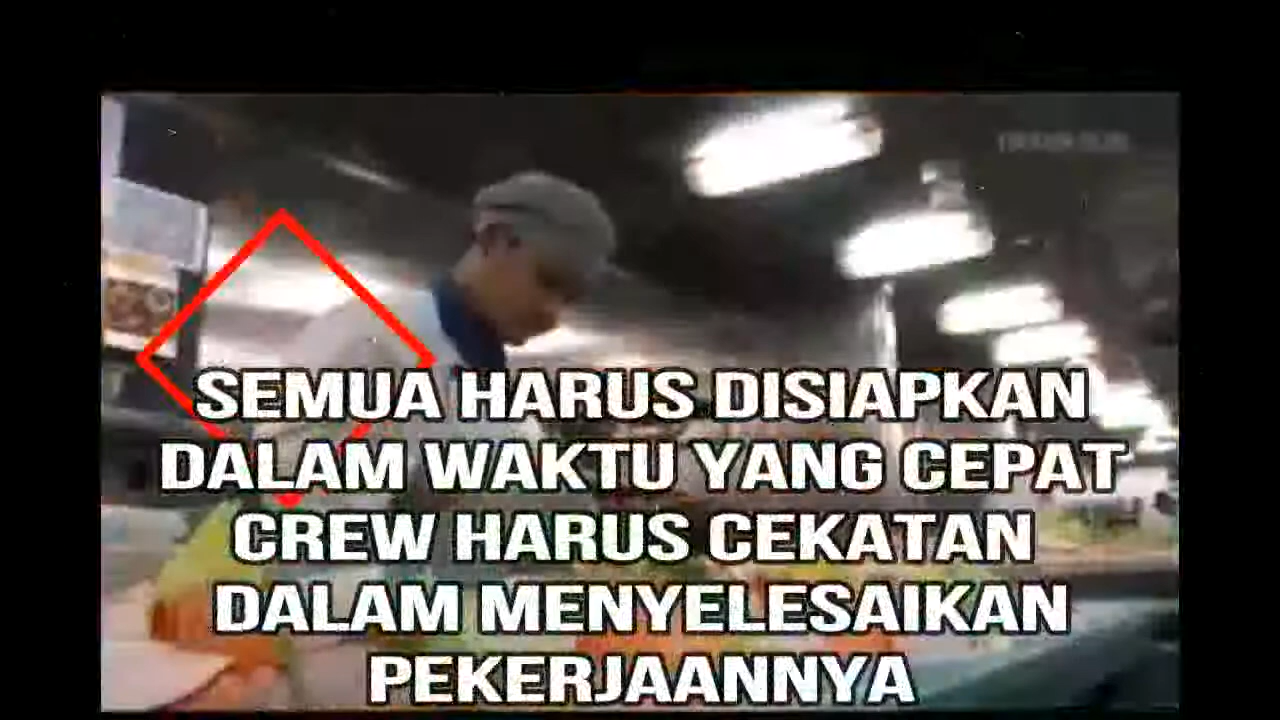 SEMUA HARUS DISIAPKAN
DALAM WAKTU YANG CEPAT
CREW HARUS CEKATAN
DALAM MENYELESAIKAN
PEKERJAANNYA